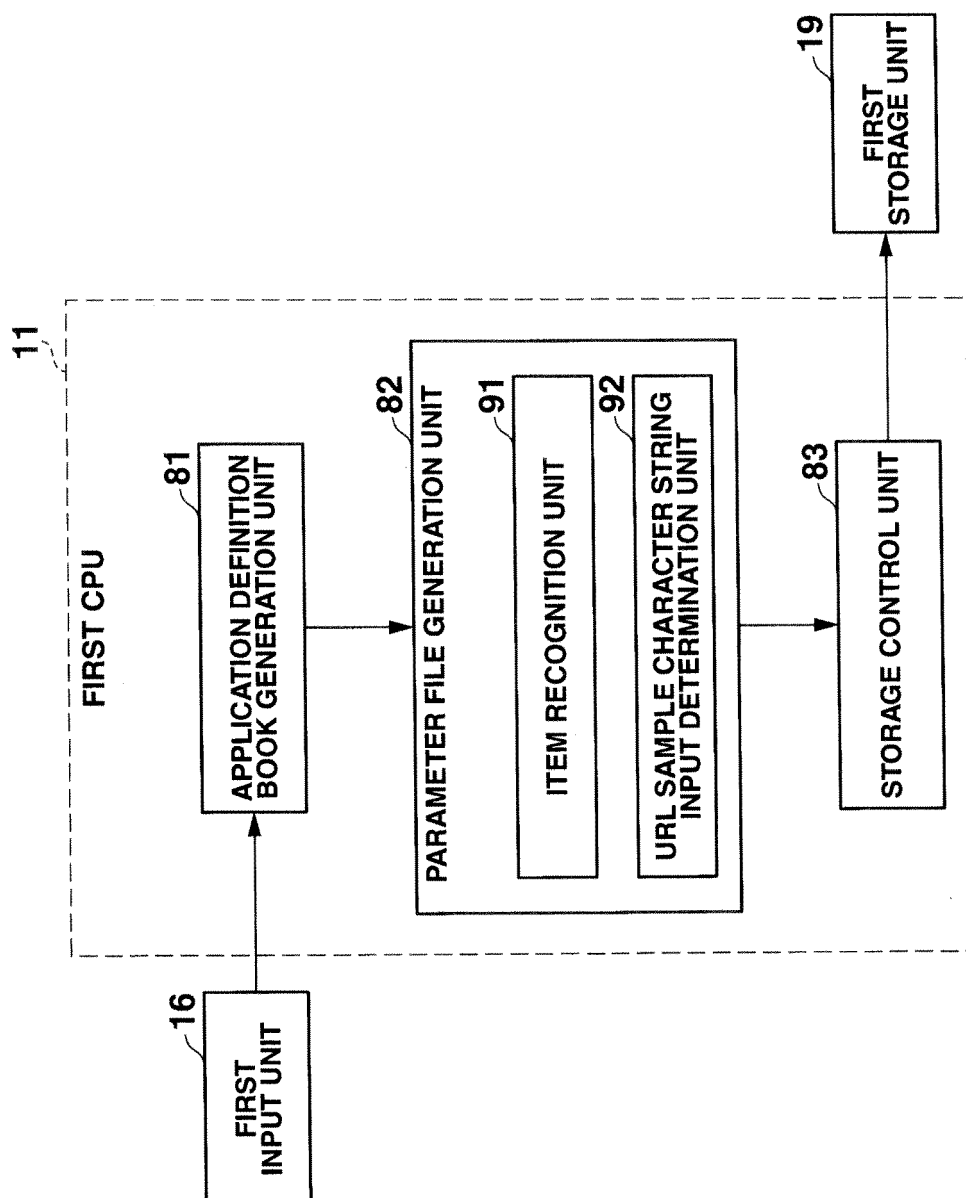 11
FIRST CPU
16
FIRST
INPUT UNIT
81
APPLICATION DEFINITION
BOOK GENERATION UNIT
82
PARAMETER FILE GENERATION UNIT
91
ITEM RECOGNITION UNIT
92
URL SAMPLE CHARACTER STRING
INPUT DETERMINATION UNIT
83
STORAGE CONTROL UNIT
19
FIRST
STORAGE UNIT